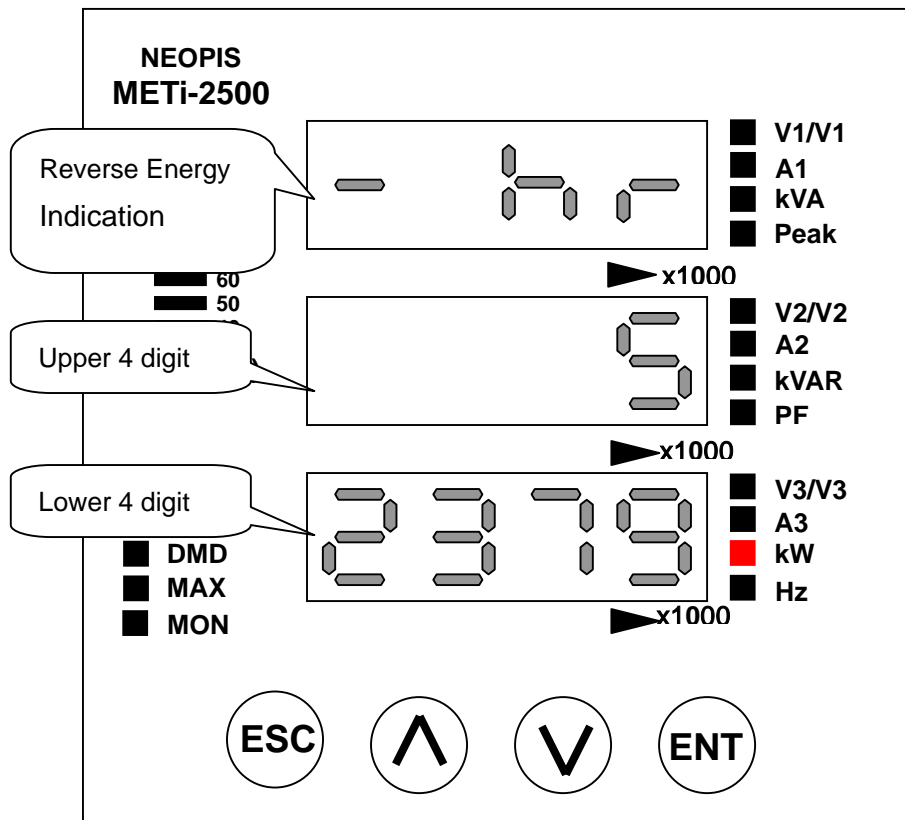 NEOPIS
METi-2500
Reverse Energy
Indication
- hr
V1/V1
A1
kVA
Peak
60
50
x1000
Upper 4 digit
5
V2/V2
A2
kVAR
PF
x1000
Lower 4 digit
2379
V3/V3
A3
kW
Hz
DMD
MAX
MON
x1000
ESC
ENT